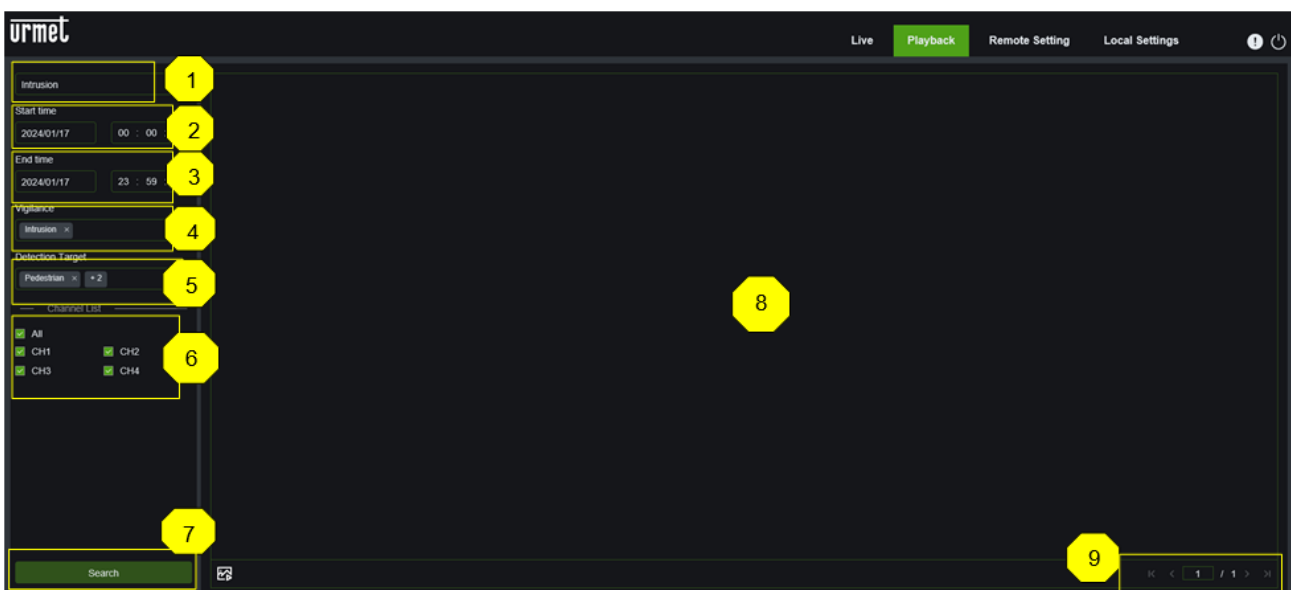 urmet
Live Playback Remote Setting Local Settings
Intrusion
1
Start time
2024/01/17 00 : 00 :
2
End time
2024/01/17 23 : 59 :
3
Vigilance
Intrusion ×
4
Detection Target
Pedestrian × + 2
5
Channel List
All
CH1 CH2
CH3 CH4
6
7
Search
8
9
1 / 1